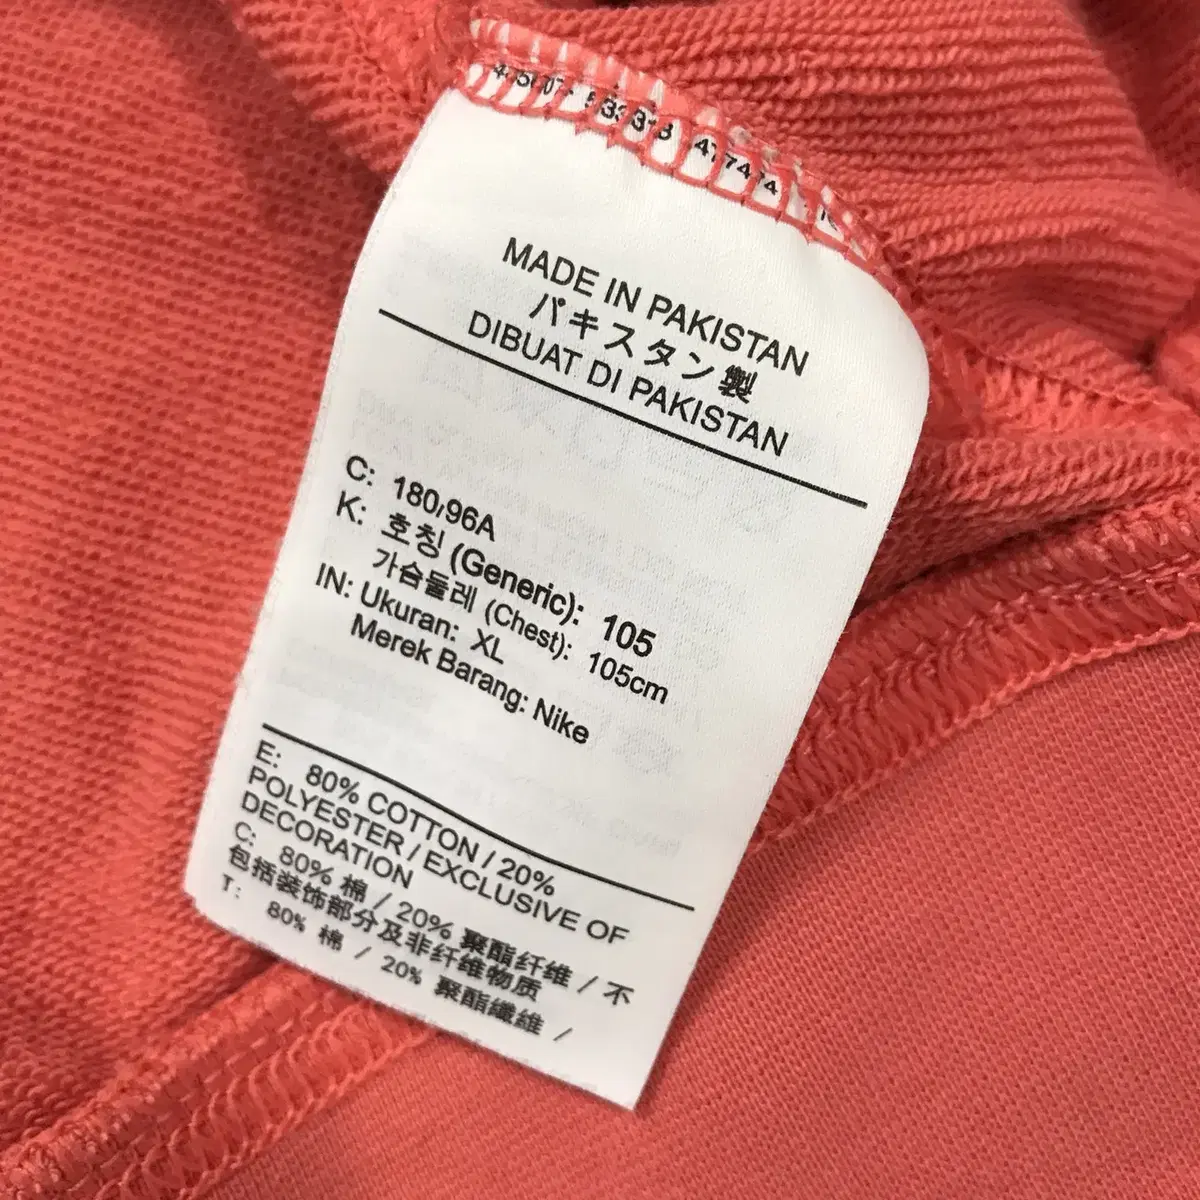 MADE IN PAKISTAN
パキスタン製
DIBUAT DI PAKISTAN
C: 180/96A
K: 호칭 (Generic): 105
가슴둘레 (Chest): 105cm
IN: Ukuran: XL
Merek Barang: Nike
E: 80% COTTON / 20%
POLYESTER / EXCLUSIVE OF
DECORATION
C: 80% 棉 / 20% 聚酯纤维 / 不
包括装饰部分及非纤维物质
T: 80% 棉 / 20% 聚酯纖維 /